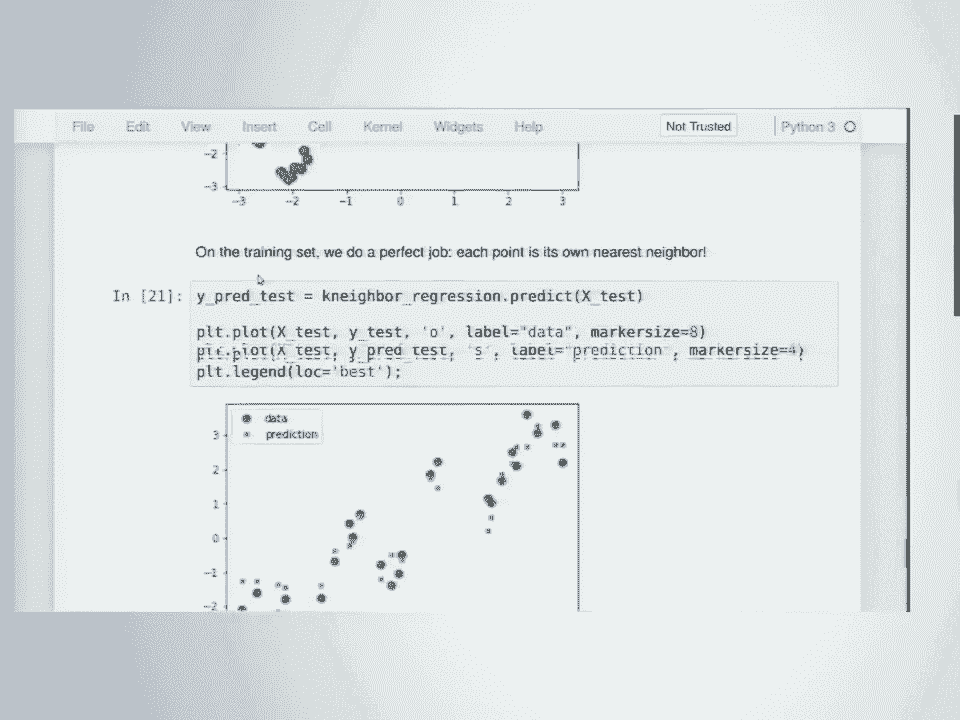 File Edit View Insert Cell Kernel Widgets Help Not Trusted Python 3
-2
-3
-3 -2 -1 0 1 2 3
On the training set, we do a perfect job: each point is its own nearest neighbor!
In [21]: y_pred_test = kneighbor_regression.predict(X_test)
plt.plot(X_test, y_test, 'o', label="data", markersize=8)
plt.plot(X_test, y_pred_test, 's', label="prediction", markersize=4)
plt.legend(loc='best');
data
prediction
3
2
1
0
-1
-2